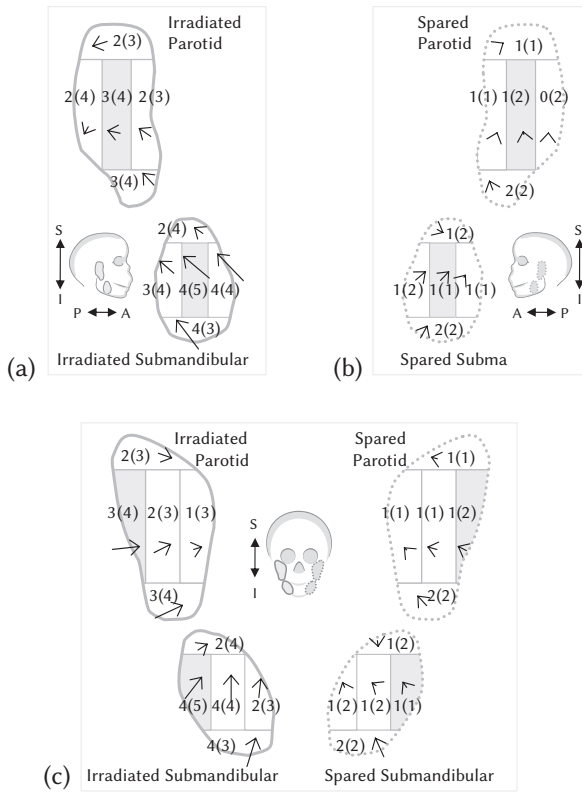 Irradiated
Parotid
2(3)
2(4) 3(4) 2(3)
3(4)
2(4)
S
I
P A
3(4) 4(5) 4(4)
4(3)
(a) Irradiated Submandibular
Spared
Parotid
1(1)
1(1) 1(2) 0(2)
2(2)
1(2)
S
I
A P
1(2) 1(1) 1(1)
2(2)
(b) Spared Subma
Irradiated
Parotid
2(3)
3(4) 2(3) 1(3)
3(4)
Spared
Parotid
1(1)
1(1) 1(1) 1(2)
2(2)
S
I
2(4)
4(5) 4(4) 2(3)
4(3)
1(2)
1(2) 1(2) 1(1)
2(2)
(c) Irradiated Submandibular Spared Submandibular